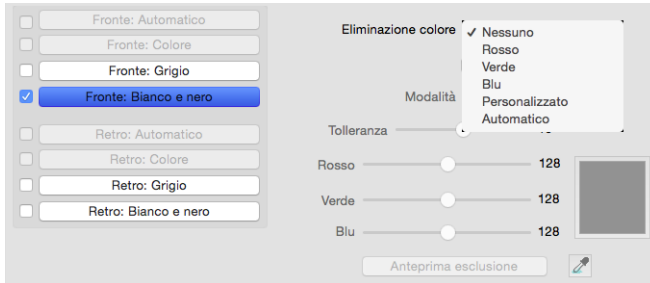 Fronte: Automatico
Fronte: Colore
Fronte: Grigio
Fronte: Bianco e nero
Retro: Automatico
Retro: Colore
Retro: Grigio
Retro: Bianco e nero
Eliminazione colore
✓ Nessuno
Rosso
Verde
Blu
Personalizzato
Automatico
Modalità
Tolleranza
Rosso 128
Verde 128
Blu 128
Anteprima esclusione